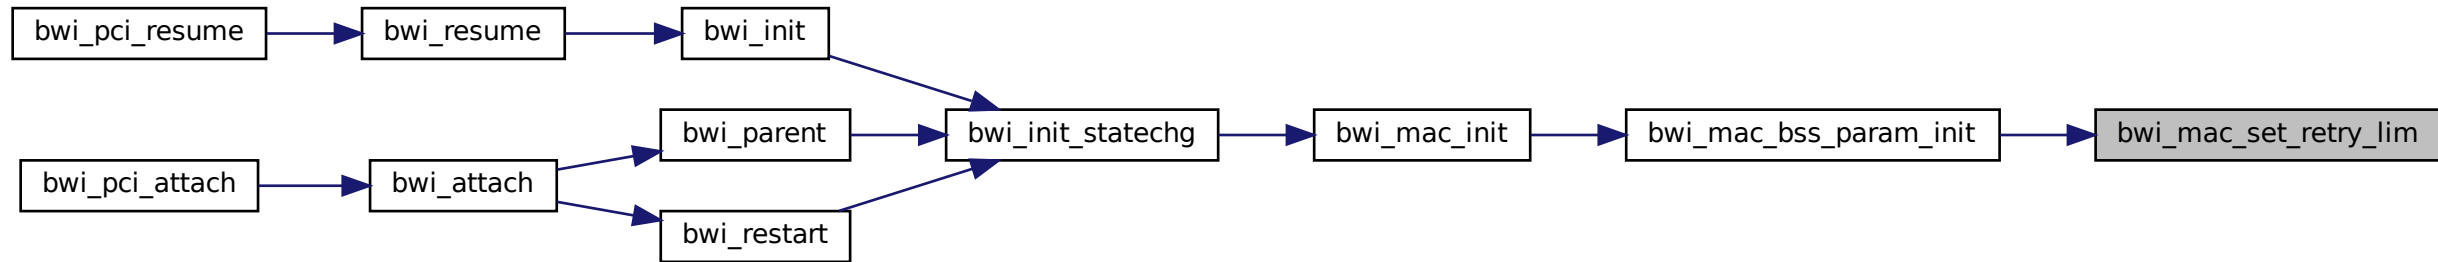 bwi_pci_resume
bwi_resume
bwi_init
bwi_parent
bwi_init_statechg
bwi_mac_init
bwi_mac_bss_param_init
bwi_mac_set_retry_lim
bwi_pci_attach
bwi_attach
bwi_restart